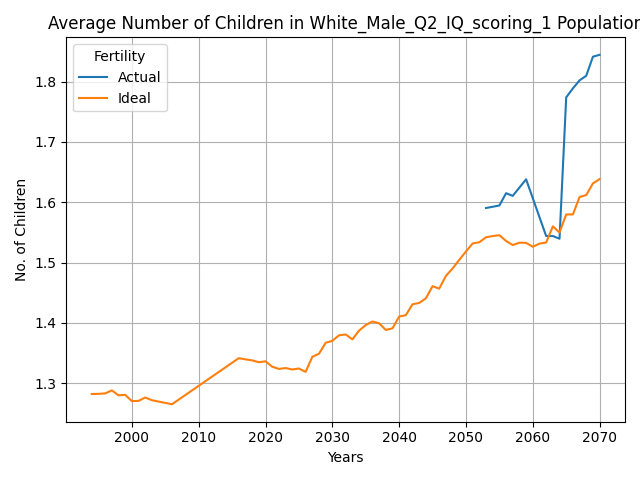 Average Number of Children in White_Male_Q2_IQ_scoring_1 Population
Fertility
Actual
Ideal
1.8
1.7
1.6
1.5
1.4
1.3
No. of Children
2000
2010
2020
2030
2040
2050
2060
2070
Years